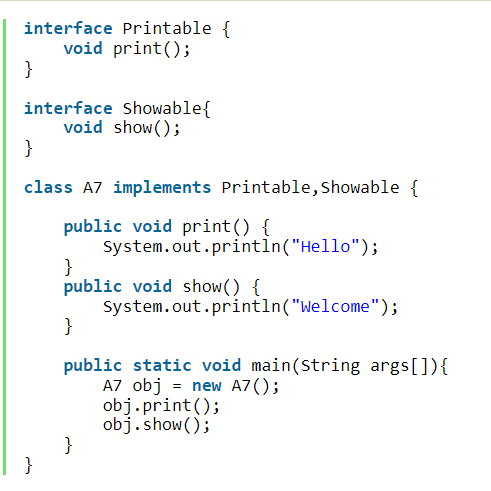 interface Printable {
    void print();
}

interface Showable{
    void show();
}

class A7 implements Printable,Showable {

    public void print() {
        System.out.println("Hello");
    }
    public void show() {
        System.out.println("Welcome");
    }

    public static void main(String args[]){
        A7 obj = new A7();
        obj.print();
        obj.show();
    }
}